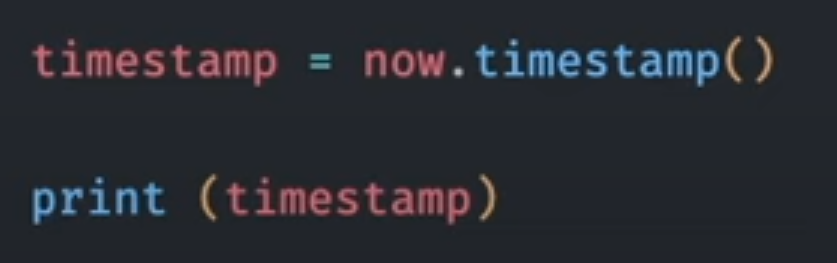 timestamp = now.timestamp()
print (timestamp)